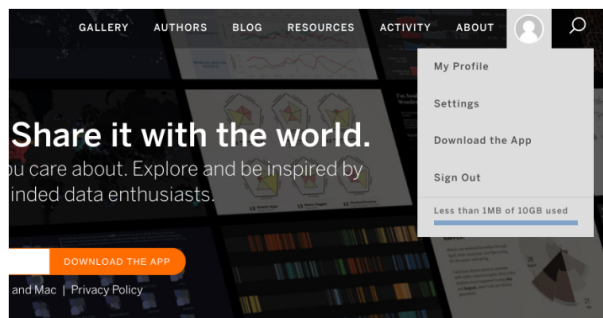 GALLERY AUTHORS BLOG RESOURCES ACTIVITY ABOUT
My Profile
Settings
Download the App
Sign Out
Less than 1MB of 10GB used
Share it with the world.
ou care about. Explore and be inspired by
inded data enthusiasts.
DOWNLOAD THE APP
and Mac | Privacy Policy